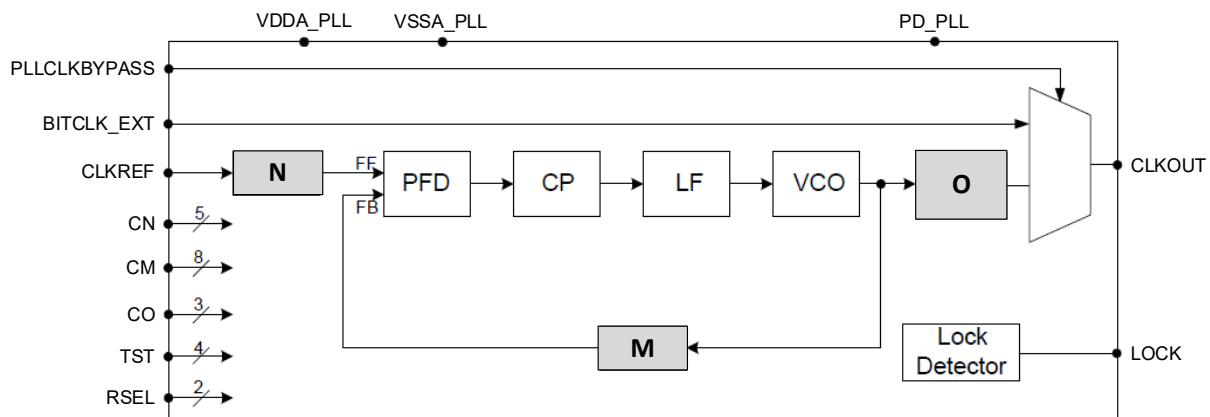 VDDA_PLL VSSA_PLL PD_PLL
PLLCLKBYPASS
BITCLK_EXT
CLKREF N FF PFD CP LF VCO O CLKOUT
FB
CN 5
CM 8
CO 3
TST 4
RSEL 2
M
Lock
Detector
LOCK